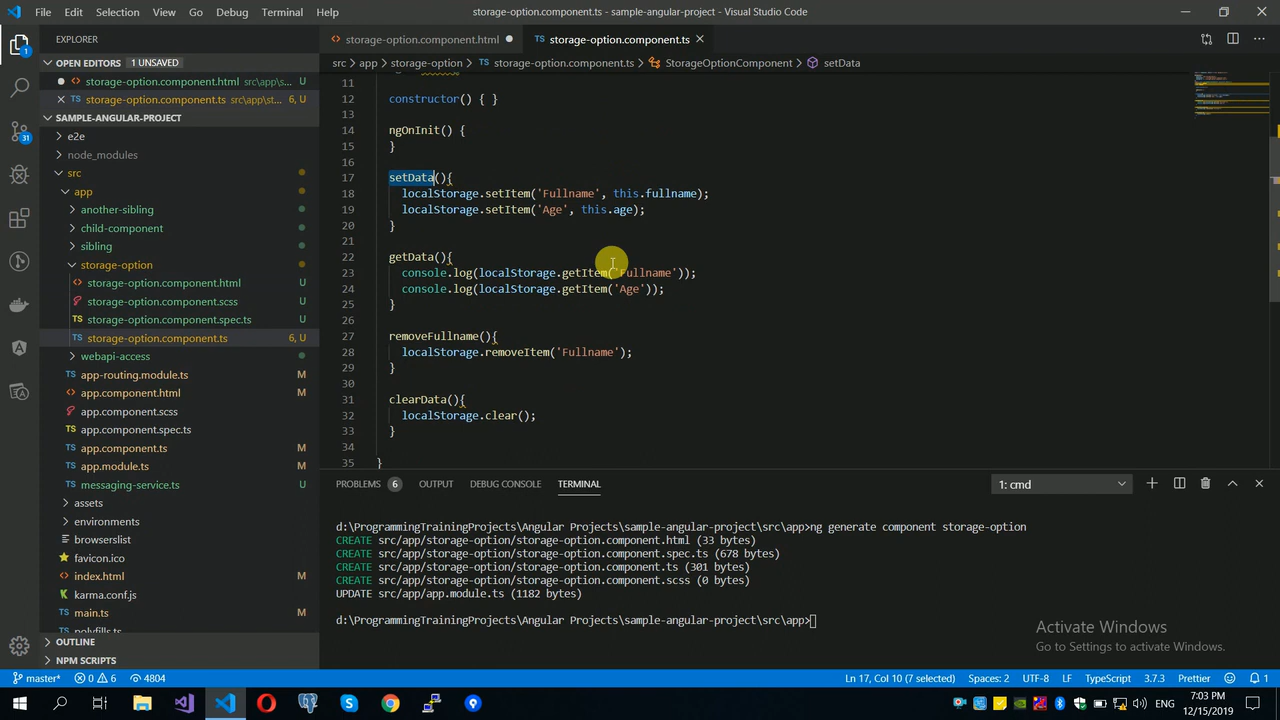 File Edit Selection View Go Debug Terminal Help
storage-option.component.ts - sample-angular-project - Visual Studio Code
EXPLORER
OPEN EDITORS 1 UNSAVED
storage-option.component.html src\app\st...
storage-option.component.ts src\app\st... 6, U
SAMPLE-ANGULAR-PROJECT
e2e
node_modules
src
app
another-sibling
child-component
sibling
storage-option
storage-option.component.html U
storage-option.component.scss U
storage-option.component.spec.ts U
storage-option.component.ts 6, U
webapi-access
app-routing.module.ts M
app.component.html M
app.component.scss
app.component.spec.ts
app.component.ts M
app.module.ts M
messaging-service.ts U
assets
environments
browserslist
favicon.ico
index.html M
karma.conf.js
main.ts M
polyfills.ts
OUTLINE
NPM SCRIPTS
storage-option.component.html
storage-option.component.ts
src > app > storage-option > storage-option.component.ts > StorageOptionComponent > setData
11
12 constructor() { }
13
14 ngOnInit() {
15 }
16
17 setData(){
18 localStorage.setItem('Fullname', this.fullname);
19 localStorage.setItem('Age', this.age);
20 }
21
22 getData(){
23 console.log(localStorage.getItem('Fullname'));
24 console.log(localStorage.getItem('Age'));
25 }
26
27 removeFullname(){
28 localStorage.removeItem('Fullname');
29 }
30
31 clearData(){
32 localStorage.clear();
33 }
34
35 }
PROBLEMS 6 OUTPUT DEBUG CONSOLE TERMINAL
1: cmd
d:\ProgrammingTrainingProjects\Angular Projects\sample-angular-project\src\app>ng generate component storage-option
CREATE src/app/storage-option/storage-option.component.html (33 bytes)
CREATE src/app/storage-option/storage-option.component.spec.ts (678 bytes)
CREATE src/app/storage-option/storage-option.component.ts (301 bytes)
CREATE src/app/storage-option/storage-option.component.scss (0 bytes)
UPDATE src/app/app.module.ts (1182 bytes)
d:\ProgrammingTrainingProjects\Angular Projects\sample-angular-project\src\app>
Activate Windows
Go to Settings to activate Windows.
master* 0 6 4804
Ln 17, Col 10 (7 selected) Spaces: 2 UTF-8 LF TypeScript 3.7.3 Prettier 1
ENG
7:03 PM
12/15/2019
1
31